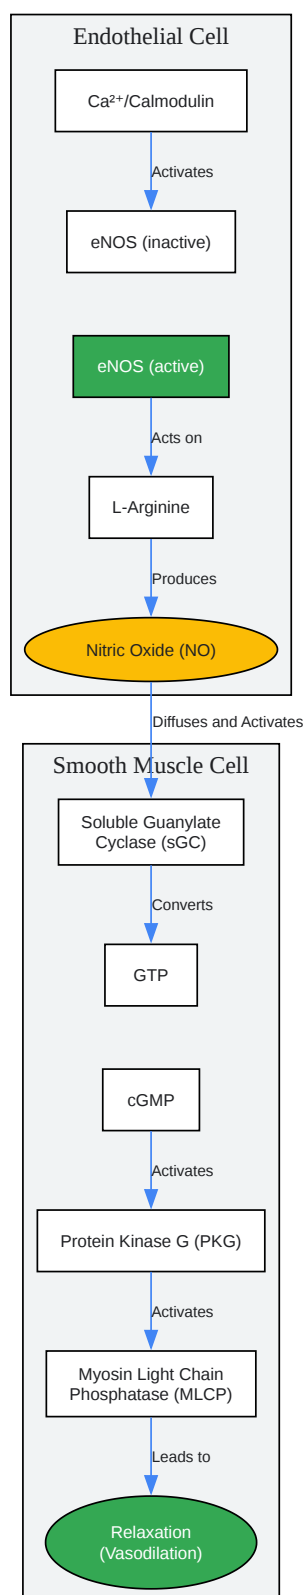 Endothelial Cell
Ca²⁺/Calmodulin
Activates
eNOS (inactive)
eNOS (active)
Acts on
L-Arginine
Produces
Nitric Oxide (NO)
Diffuses and Activates
Smooth Muscle Cell
Soluble Guanylate
Cyclase (sGC)
Converts
GTP
cGMP
Activates
Protein Kinase G (PKG)
Activates
Myosin Light Chain
Phosphatase (MLCP)
Leads to
Relaxation
(Vasodilation)